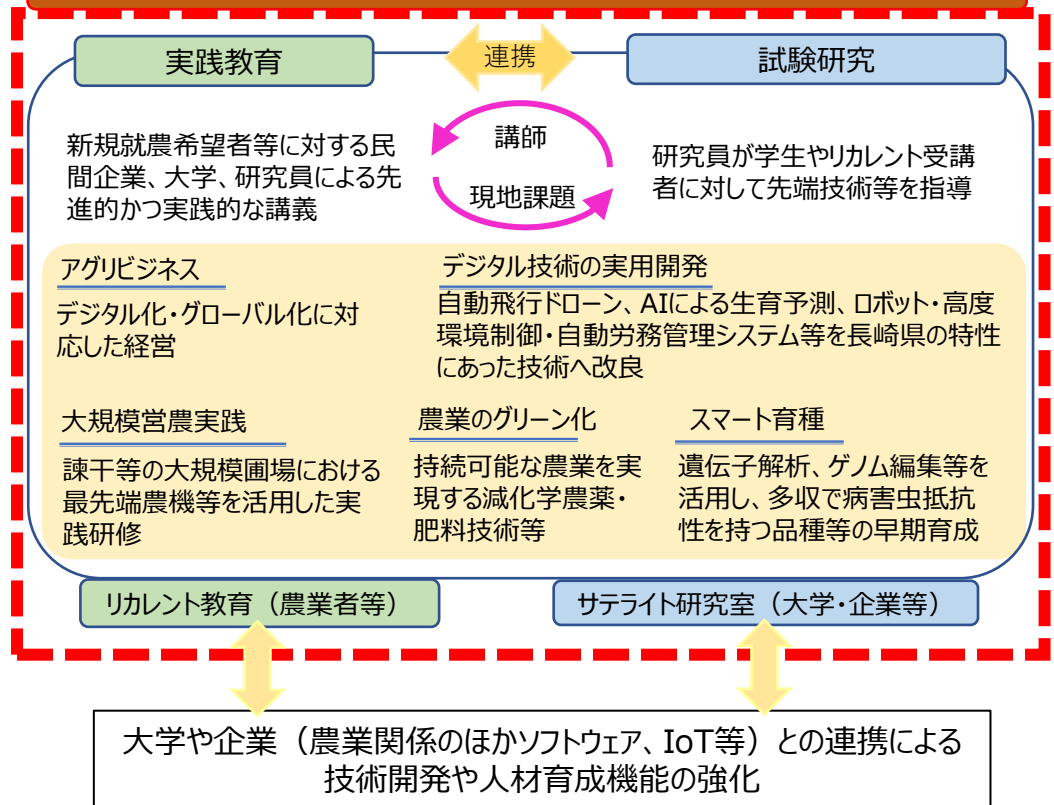 実践教育
連携
試験研究
新規就農希望者等に対する民
間企業、大学、研究員による先
進的かつ実践的な講義
講師
現地課題
研究員が学生やリカレント受講
者に対して先端技術等を指導
アグリビジネス
デジタル化・グローバル化に対
応した経営
デジタル技術の実用開発
自動飛行ドローン、AIによる生育予測、ロボット・高度
環境制御・自動労務管理システム等を長崎県の特性
にあった技術へ改良
大規模営農実践
諫干等の大規模圃場における
最先端農機等を活用した実
践研修
農業のグリーン化
持続可能な農業を実
現する減化学農薬・
肥料技術等
スマート育種
遺伝子解析、ゲノム編集等を
活用し、多収で病害虫抵抗
性を持つ品種等の早期育成
リカレント教育（農業者等）
サテライト研究室（大学・企業等）
大学や企業（農業関係のほかソフトウェア、IoT等）との連携による
技術開発や人材育成機能の強化